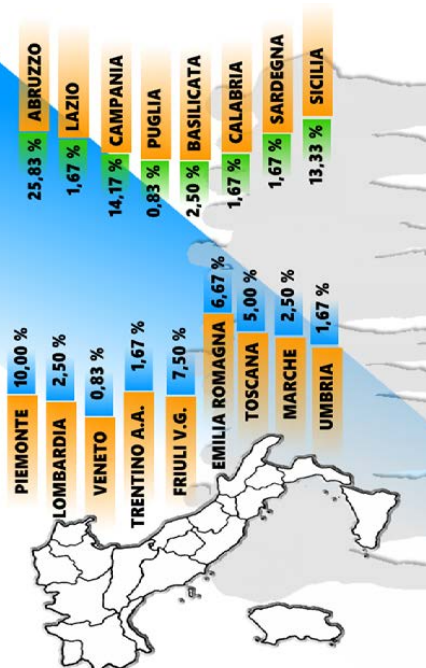 PIEMONTE 10,00 %
LOMBARDIA 2,50 %
VENETO 0,83 %
TRENTINO A.A. 1,67 %
FRIULI V.G. 7,50 %
EMILIA ROMAGNA 6,67 %
TOSCANA 5,00 %
MARCHE 2,50 %
UMBRIA 1,67 %
25,83 % ABRUZZO
1,67 % LAZIO
14,17 % CAMPANIA
0,83 % PUGLIA
2,50 % BASILICATA
1,67 % CALABRIA
1,67 % SARDEGNA
13,33 % SICILIA